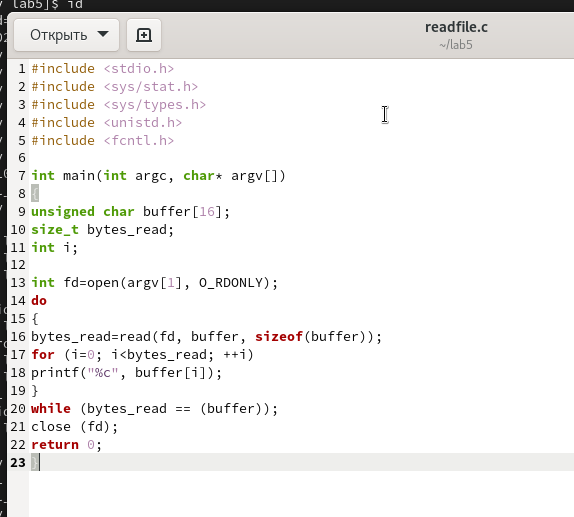 lab5]$ id
Открыть
readfile.c
~/lab5
1 #include <stdio.h>
2 #include <sys/stat.h>
3 #include <sys/types.h>
4 #include <unistd.h>
5 #include <fcntl.h>
6
7 int main(int argc, char* argv[])
8 {
9 unsigned char buffer[16];
10 size_t bytes_read;
11 int i;
12
13 int fd=open(argv[1], O_RDONLY);
14 do
15 {
16 bytes_read=read(fd, buffer, sizeof(buffer));
17 for (i=0; i<bytes_read; ++i)
18 printf("%c", buffer[i]);
19 }
20 while (bytes_read == (buffer));
21 close (fd);
22 return 0;
23 }